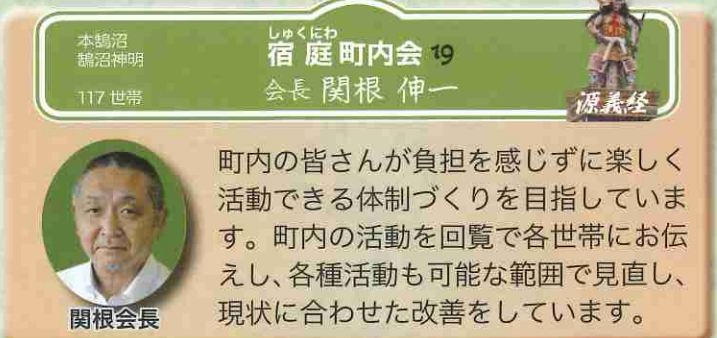 本鵠沼
鵠沼神明
117 世帯
しゅくにわ
宿 庭 町内会 19
会長 関根 伸一
源義経
関根会長
町内の皆さんが負担を感じずに楽しく
活動できる体制づくりを目指していま
す。町内の活動を回覧で各世帯にお伝
えし、各種活動も可能な範囲で見直し、
現状に合わせた改善をしています。